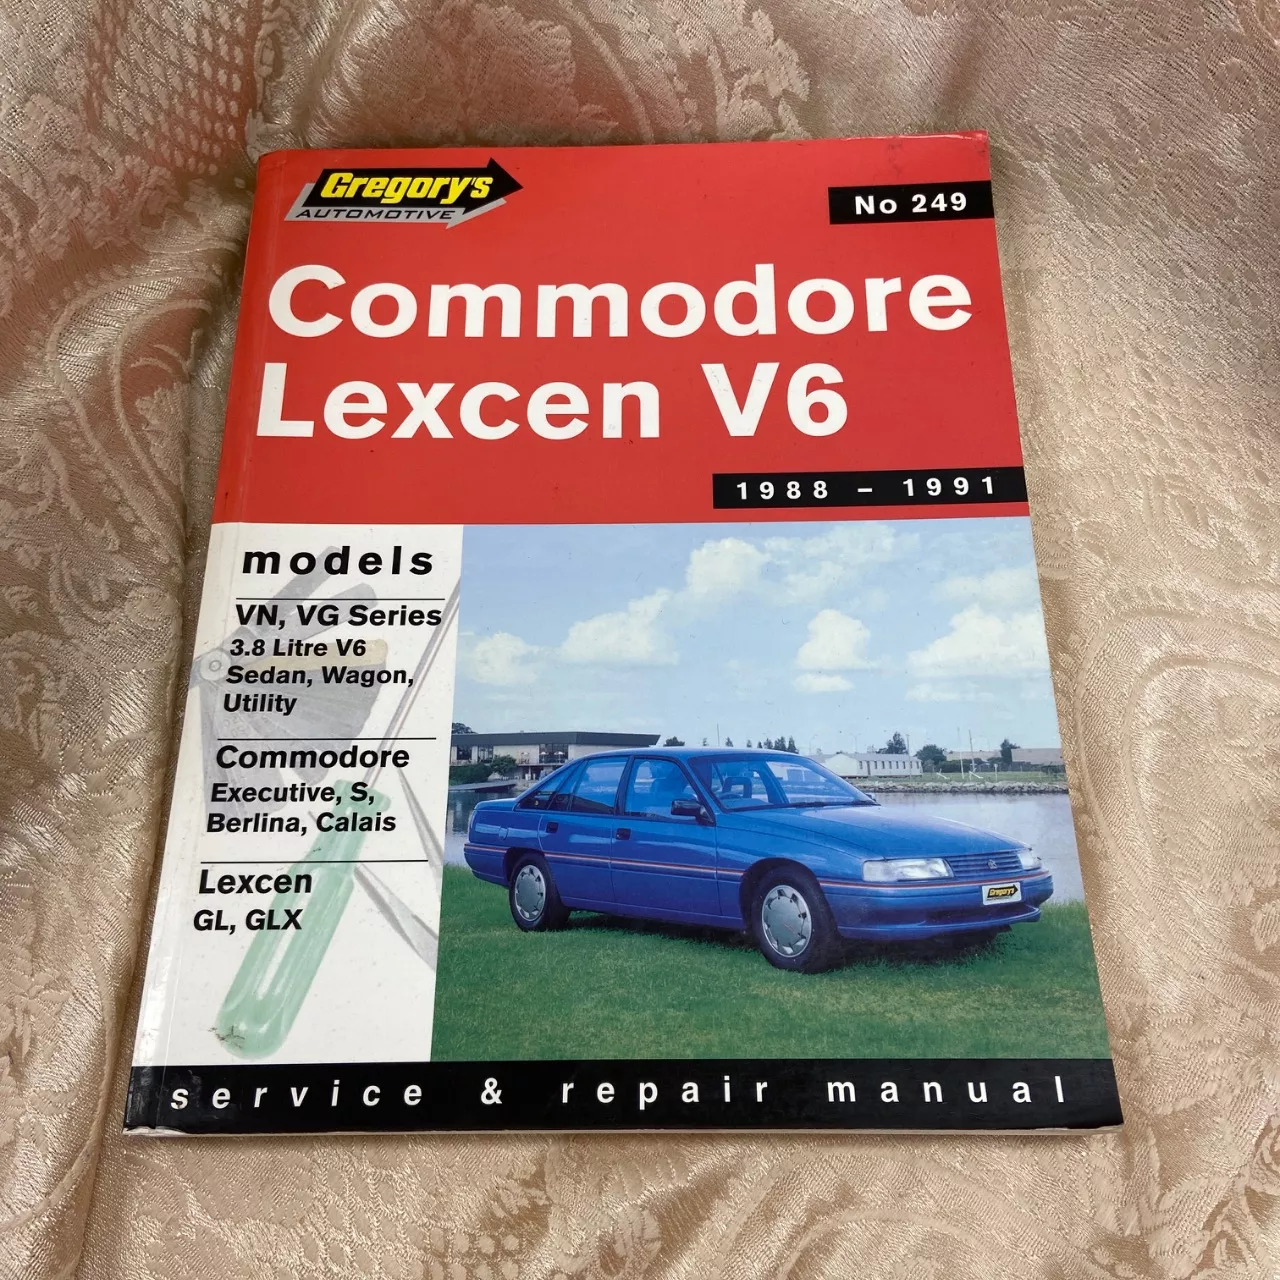 Gregory's
AUTOMOTIVE
No 249
Commodore
Lexcen V6
1988 – 1991
models
VN, VG Series
3.8 Litre V6
Sedan, Wagon,
Utility
Commodore
Executive, S,
Berlina, Calais
Lexcen
GL, GLX
Gregory's
service & repair manual